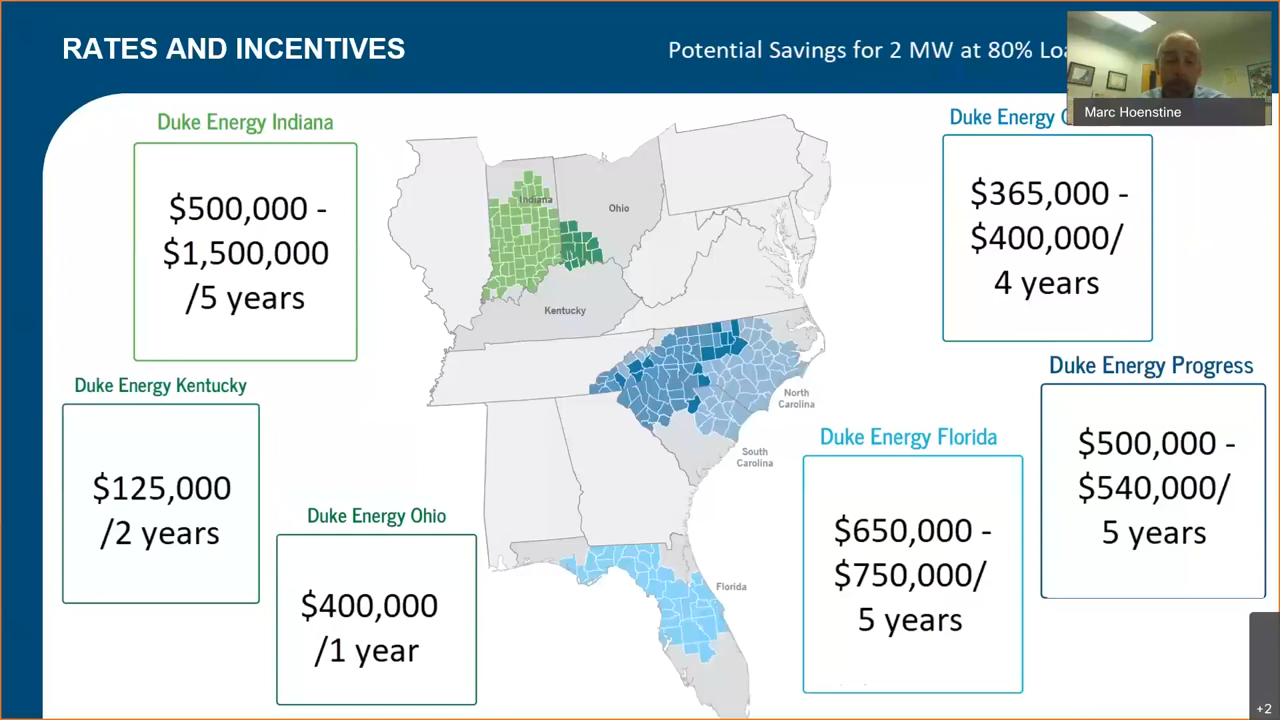 RATES AND INCENTIVES
Potential Savings for 2 MW at 80%
Marc Hoenstine
Duke Energy Indiana
$500,000 -
$1,500,000
/5 years
Duke Energy
$365,000 -
$400,000/
4 years
Indiana
Ohio
Kentucky
North
Carolina
South
Carolina
Florida
Duke Energy Kentucky
$125,000
/2 years
Duke Energy Ohio
$400,000
/1 year
Duke Energy Florida
$650,000 -
$750,000/
5 years
Duke Energy Progress
$500,000 -
$540,000/
5 years
+2